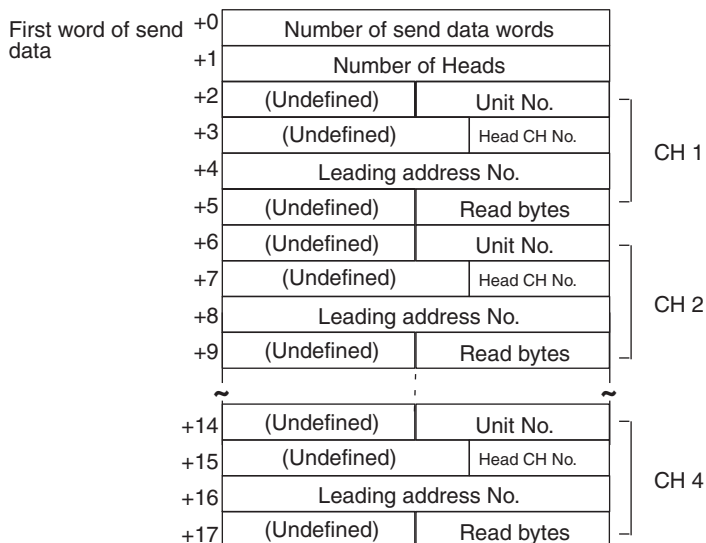 First word of send data
+0 Number of send data words
+1 Number of Heads
+2 (Undefined) Unit No.
+3 (Undefined) Head CH No.
CH 1
+4 Leading address No.
+5 (Undefined) Read bytes
+6 (Undefined) Unit No.
+7 (Undefined) Head CH No.
CH 2
+8 Leading address No.
+9 (Undefined) Read bytes
~ ~
+14 (Undefined) Unit No.
+15 (Undefined) Head CH No.
CH 4
+16 Leading address No.
+17 (Undefined) Read bytes